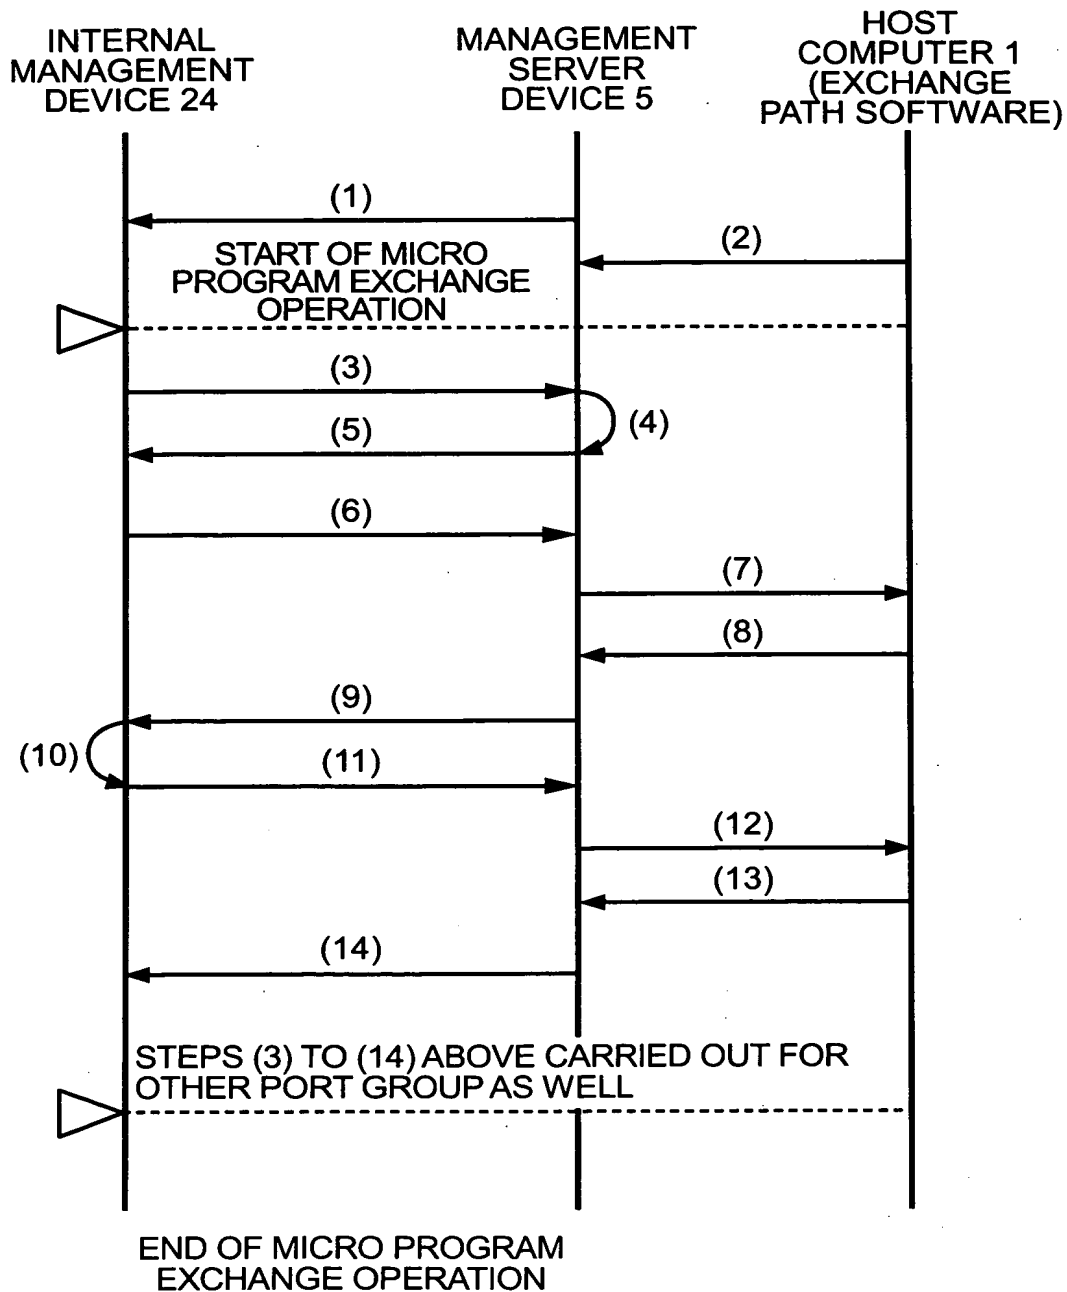 INTERNAL
MANAGEMENT
DEVICE 24
MANAGEMENT
SERVER
DEVICE 5
HOST
COMPUTER 1
(EXCHANGE
PATH SOFTWARE)
(1)
(2)
START OF MICRO
PROGRAM EXCHANGE
OPERATION
(3)
(4)
(5)
(6)
(7)
(8)
(9)
(10)
(11)
(12)
(13)
(14)
STEPS (3) TO (14) ABOVE CARRIED OUT FOR
OTHER PORT GROUP AS WELL
END OF MICRO PROGRAM
EXCHANGE OPERATION